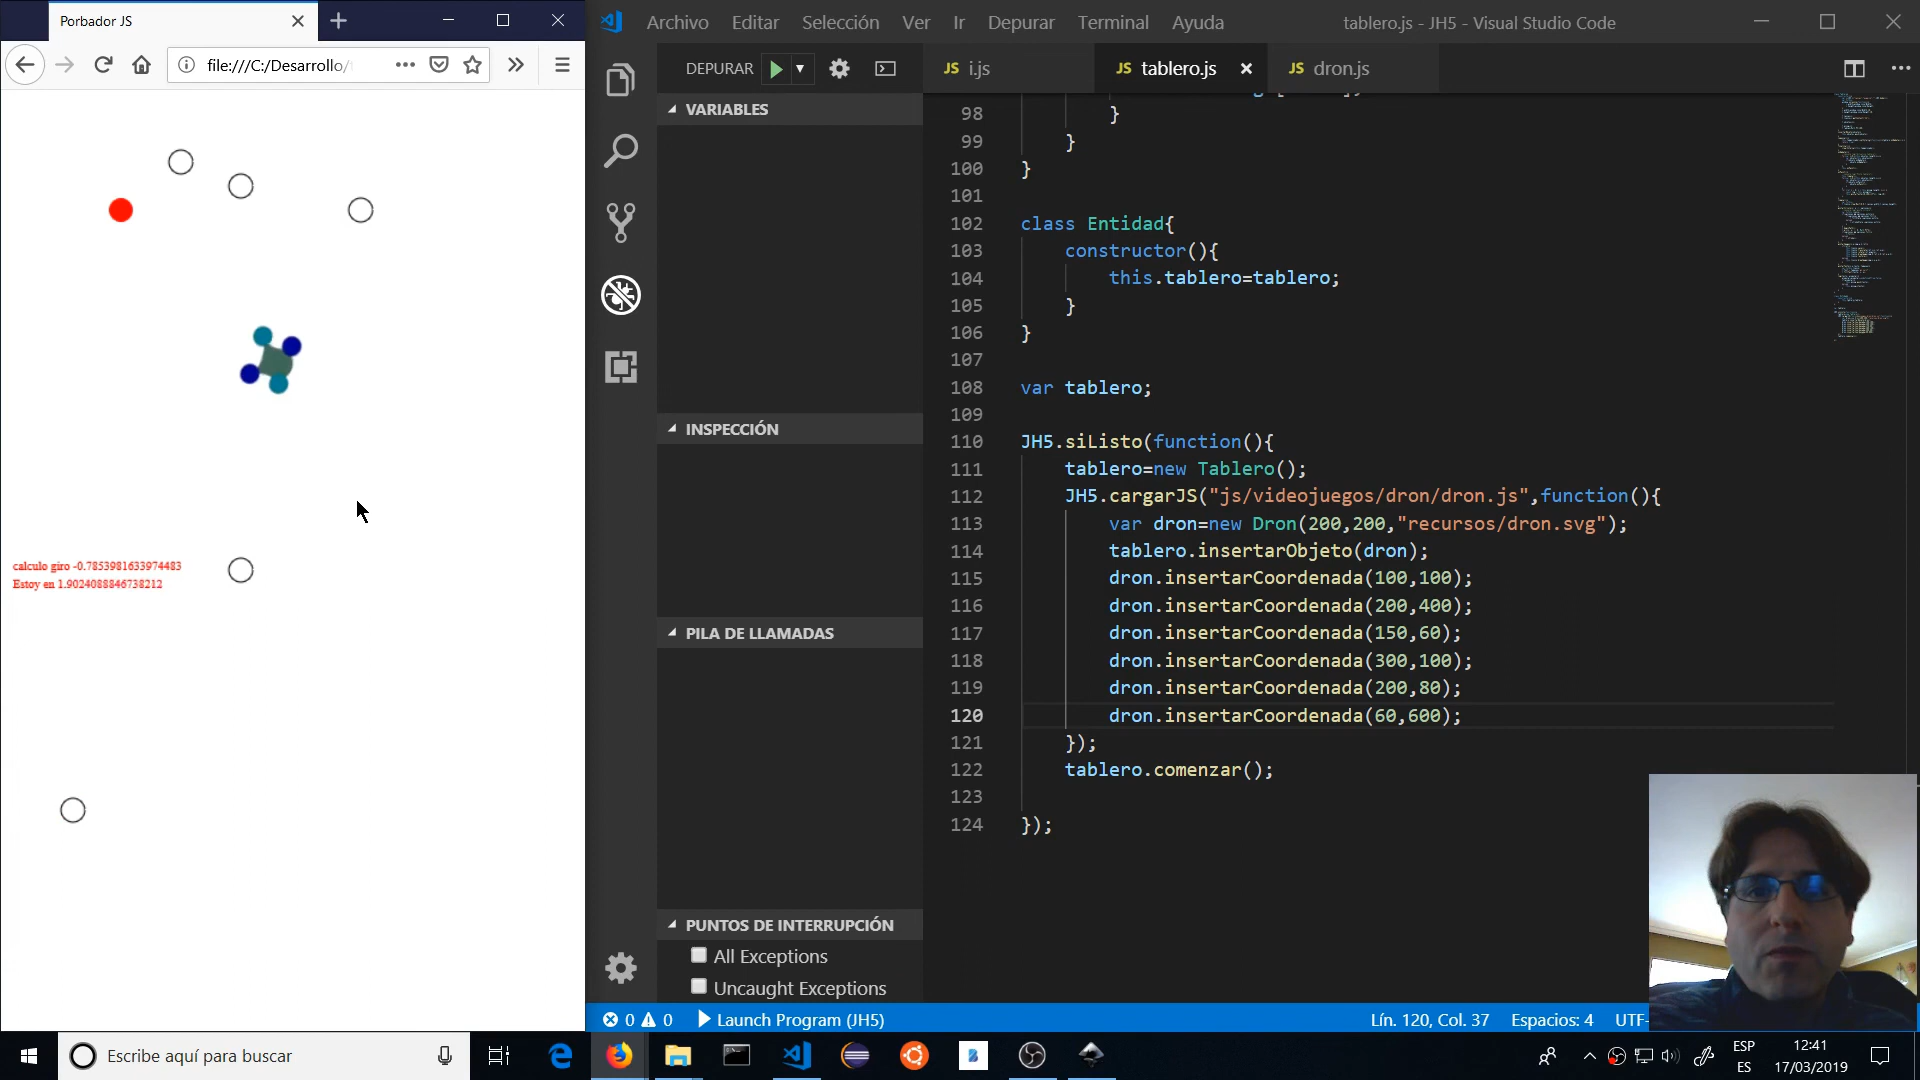 Porbador JS
file:///C:/Desarrollo/
calculo giro -0.7853981633974483
Estoy en 1.9024088846738212
Archivo Editar Selección Ver Ir Depurar Terminal Ayuda
tablero.js - JH5 - Visual Studio Code
DEPURAR
JS i.js
JS tablero.js
JS dron.js
VARIABLES
INSPECCIÓN
PILA DE LLAMADAS
PUNTOS DE INTERRUPCIÓN
All Exceptions
Uncaught Exceptions
98 }
99 }
100 }
101
102 class Entidad{
103 constructor(){
104 this.tablero=tablero;
105 }
106 }
107
108 var tablero;
109
110 JH5.siListo(function(){
111 tablero=new Tablero();
112 JH5.cargarJS("js/videojuegos/dron/dron.js",function(){
113 var dron=new Dron(200,200,"recursos/dron.svg");
114 tablero.insertarObjeto(dron);
115 dron.insertarCoordenada(100,100);
116 dron.insertarCoordenada(200,400);
117 dron.insertarCoordenada(150,60);
118 dron.insertarCoordenada(300,100);
119 dron.insertarCoordenada(200,80);
120 dron.insertarCoordenada(60,600);
121 });
122 tablero.comenzar();
123
124 });
0 0 Launch Program (JH5)
Lín. 120, Col. 37 Espacios: 4 UTF-
Escribe aquí para buscar
ESP
ES
12:41
17/03/2019